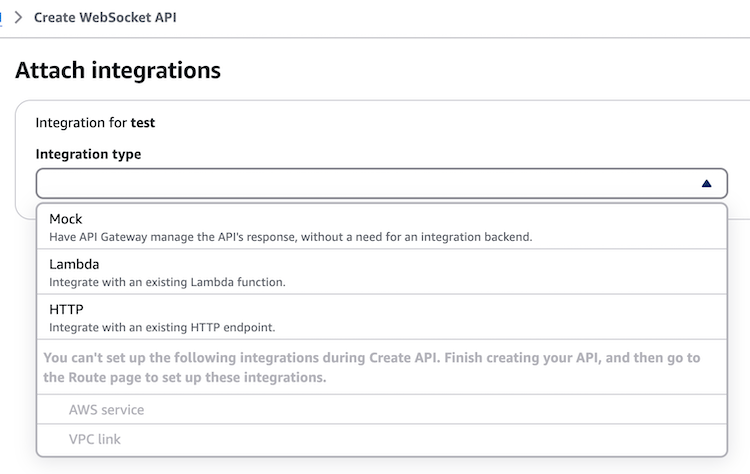 Create WebSocket API
Attach integrations
Integration for test
Integration type
Mock
Have API Gateway manage the API's response, without a need for an integration backend.
Lambda
Integrate with an existing Lambda function.
HTTP
Integrate with an existing HTTP endpoint.
You can't set up the following integrations during Create API. Finish creating your API, and then go to
the Route page to set up these integrations.
AWS service
VPC link